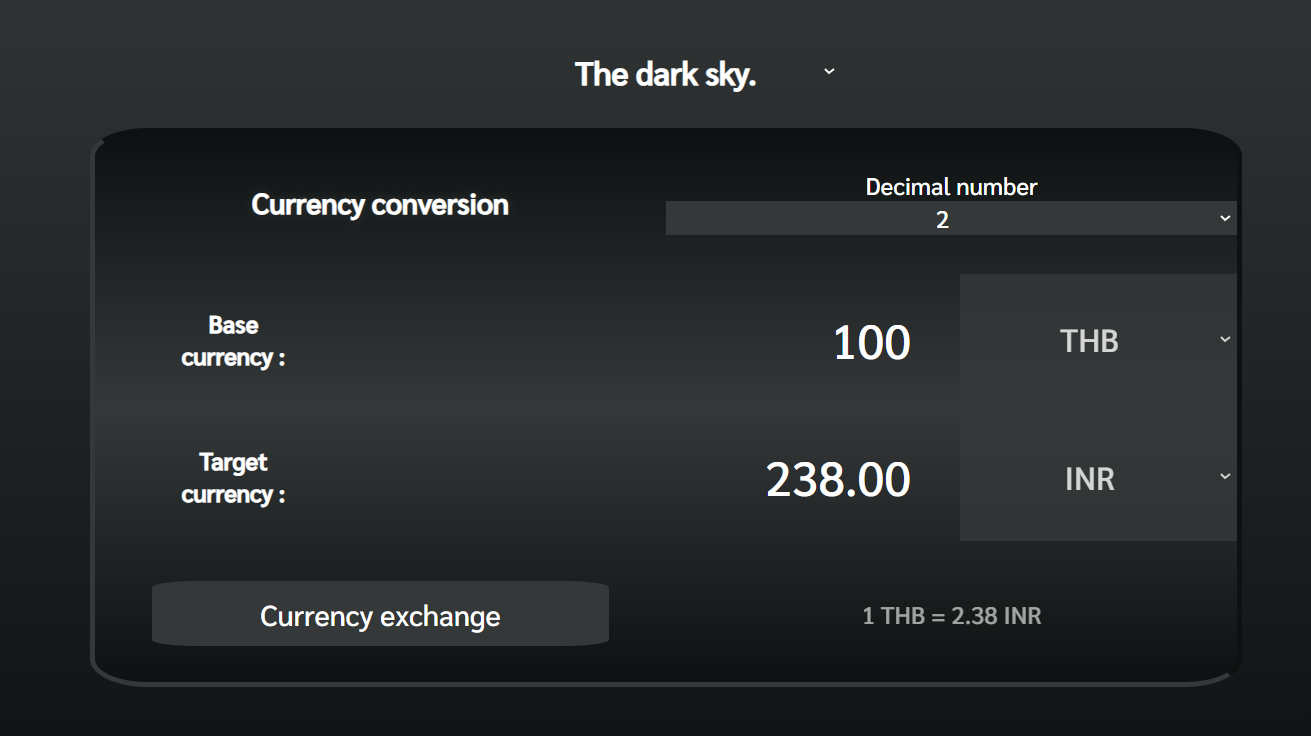 The dark sky.
Currency conversion
Decimal number
2
Base
currency :
100
THB
Target
currency :
238.00
INR
Currency exchange
1 THB = 2.38 INR